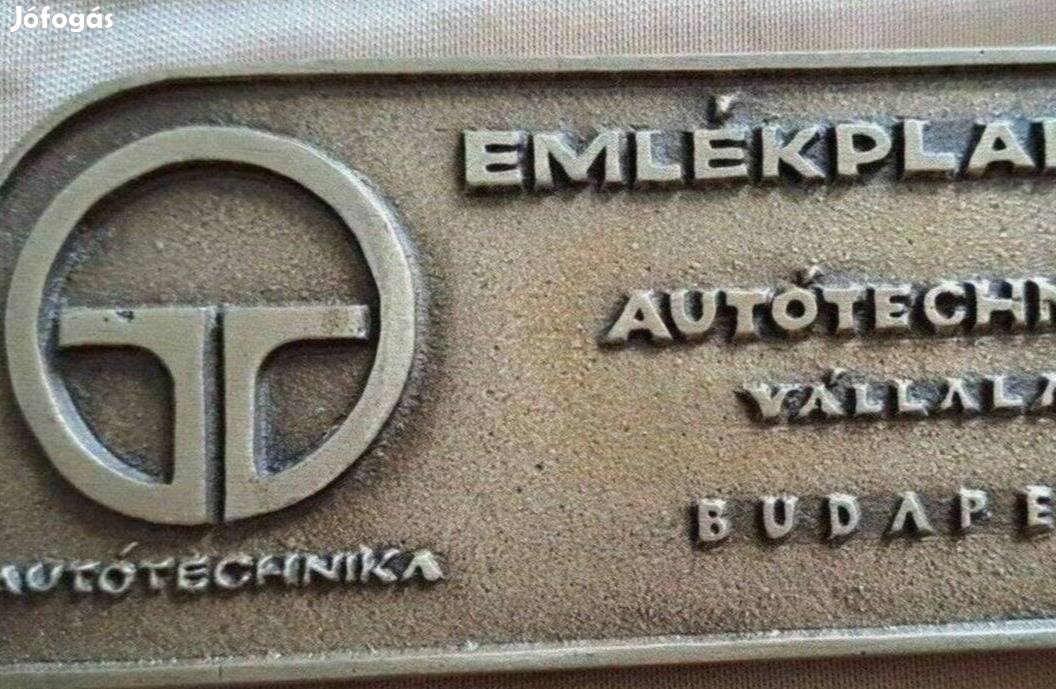 Jófogás
EMLÉKPLA
AUTÓTECHN
VÁLLALA
BUDAPE
AUTÓTECHNIKA